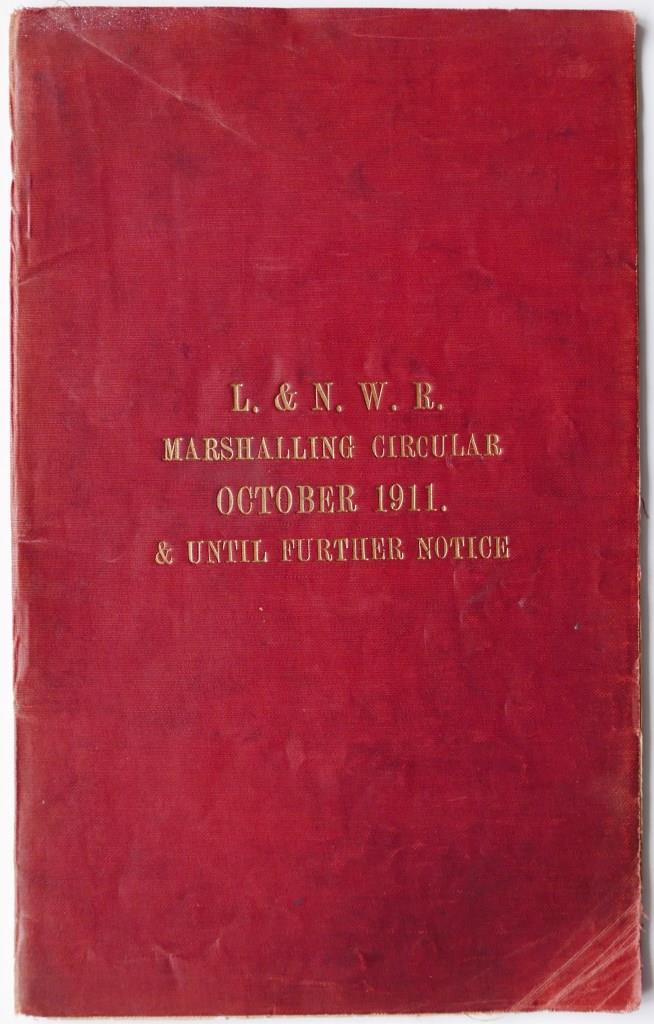 L. & N. W. R.
MARSHALLING CIRCULAR
OCTOBER 1911.
& UNTIL FURTHER NOTICE